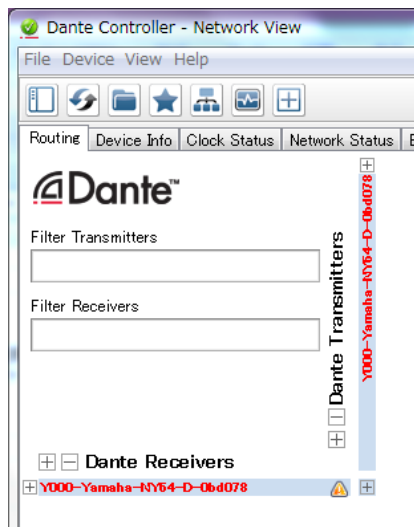 Dante Controller - Network View
File Device View Help
Routing Device Info Clock Status Network Status
Dante™
Filter Transmitters
Filter Receivers
Dante Transmitters
Y000-Yamaha-NY64-D-0bd078
Dante Receivers
Y000-Yamaha-NY64-D-0bd078